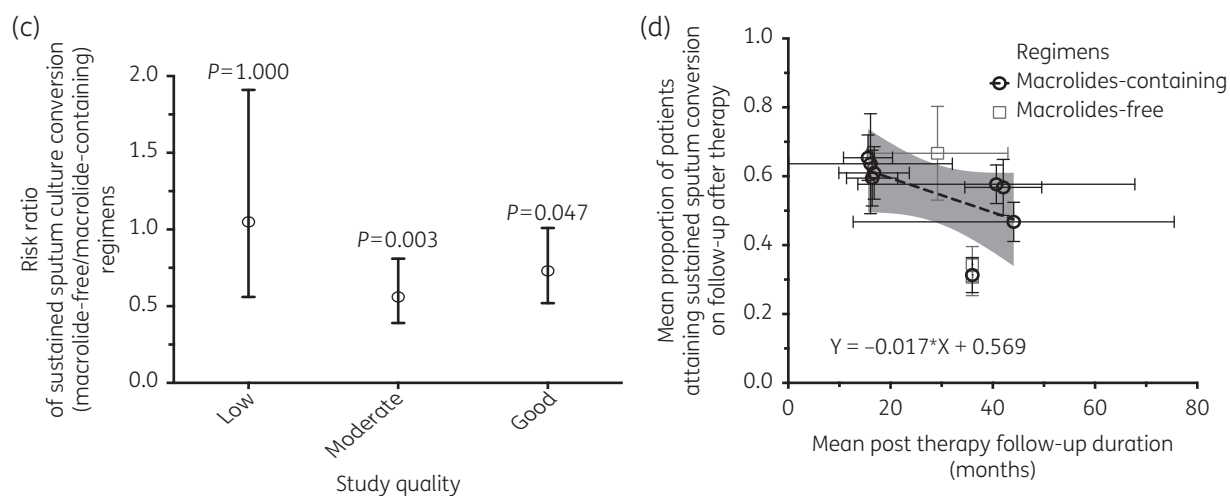 (c)
Risk ratio
of sustained sputum culture conversion
(macrolide-free/macrolide-containing)
regimens
2.0
1.5
1.0
0.5
0.0
P=1.000
P=0.003
P=0.047
Low
Moderate
Good
Study quality
(d)
Mean proportion of patients
attaining sustained sputum conversion
on follow-up after therapy
1.0
0.8
0.6
0.4
0.2
0.0
Regimens
Macrolides-containing
Macrolides-free
Y = –0.017*X + 0.569
0
20
40
60
80
Mean post therapy follow-up duration
(months)